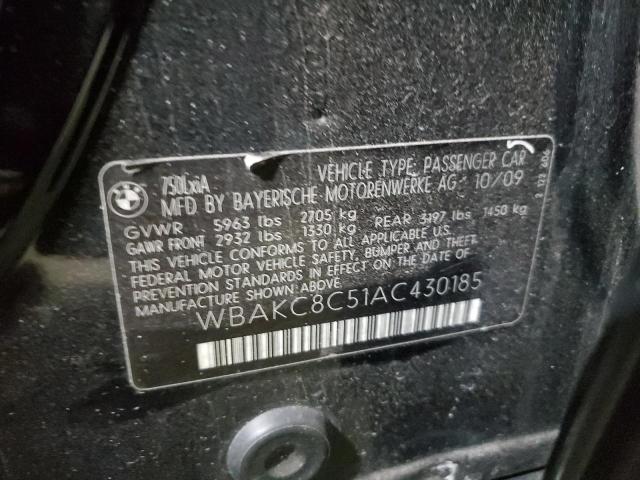 BMW
750LxiA VEHICLE TYPE: PASSENGER CAR
MFD BY BAYERISCHE MOTORENWERKE AG 10/09
GVWR 5963 lbs 2705 kg
GAWR FRONT 2932 lbs 1330 kg REAR 3197 lbs 1450 kg
THIS VEHICLE CONFORMS TO ALL APPLICABLE U.S.
FEDERAL MOTOR VEHICLE SAFETY, BUMPER AND THEFT
PREVENTION STANDARDS IN EFFECT ON THE DATE OF
MANUFACTURE SHOWN ABOVE.
WBAKC8C51AC430185